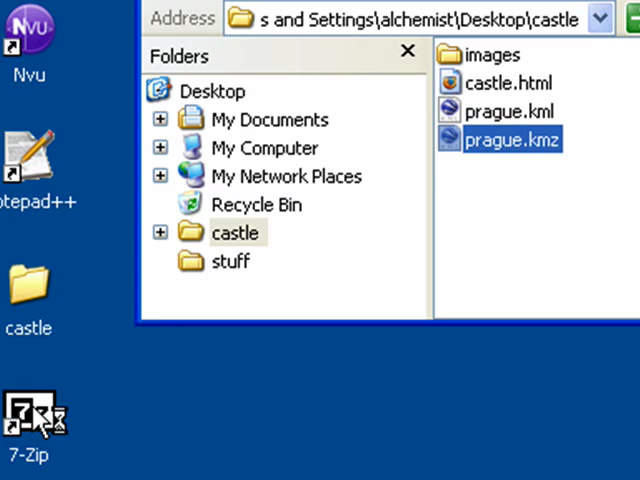 Address s and Settings\alchemist\Desktop\castle
Folders
Desktop
My Documents
My Computer
My Network Places
Recycle Bin
castle
stuff
images
castle.html
prague.kml
prague.kmz
Nvu
Nvu
otepad++
castle
7-Zip